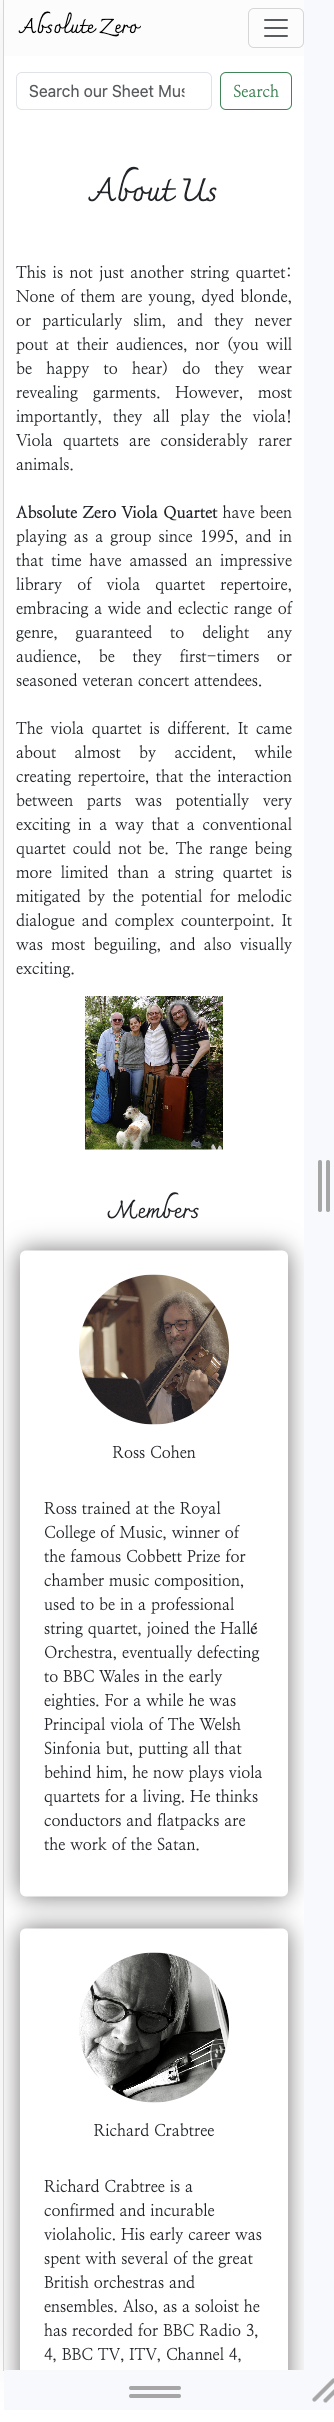 Absolute Zero
Search our Sheet Mus
Search
About Us
This is not just another string quartet:
None of them are young, dyed blonde,
or particularly slim, and they never
pout at their audiences, nor (you will
be happy to hear) do they wear
revealing garments. However, most
importantly, they all play the viola!
Viola quartets are considerably rarer
animals.
Absolute Zero Viola Quartet have been
playing as a group since 1995, and in
that time have amassed an impressive
library of viola quartet repertoire,
embracing a wide and eclectic range of
genre, guaranteed to delight any
audience, be they first-timers or
seasoned veteran concert attendees.
The viola quartet is different. It came
about almost by accident, while
creating repertoire, that the interaction
between parts was potentially very
exciting in a way that a conventional
quartet could not be. The range being
more limited than a string quartet is
mitigated by the potential for melodic
dialogue and complex counterpoint. It
was most beguiling, and also visually
exciting.
Members
Ross Cohen
Ross trained at the Royal
College of Music, winner of
the famous Cobbett Prize for
chamber music composition,
used to be in a professional
string quartet, joined the Hallé
Orchestra, eventually defecting
to BBC Wales in the early
eighties. For a while he was
Principal viola of The Welsh
Sinfonia but, putting all that
behind him, he now plays viola
quartets for a living. He thinks
conductors and flatpacks are
the work of the Satan.
Richard Crabtree
Richard Crabtree is a
confirmed and incurable
violaholic. His early career was
spent with several of the great
British orchestras and
ensembles. Also, as a soloist he
has recorded for BBC Radio 3,
4, BBC TV, ITV, Channel 4,